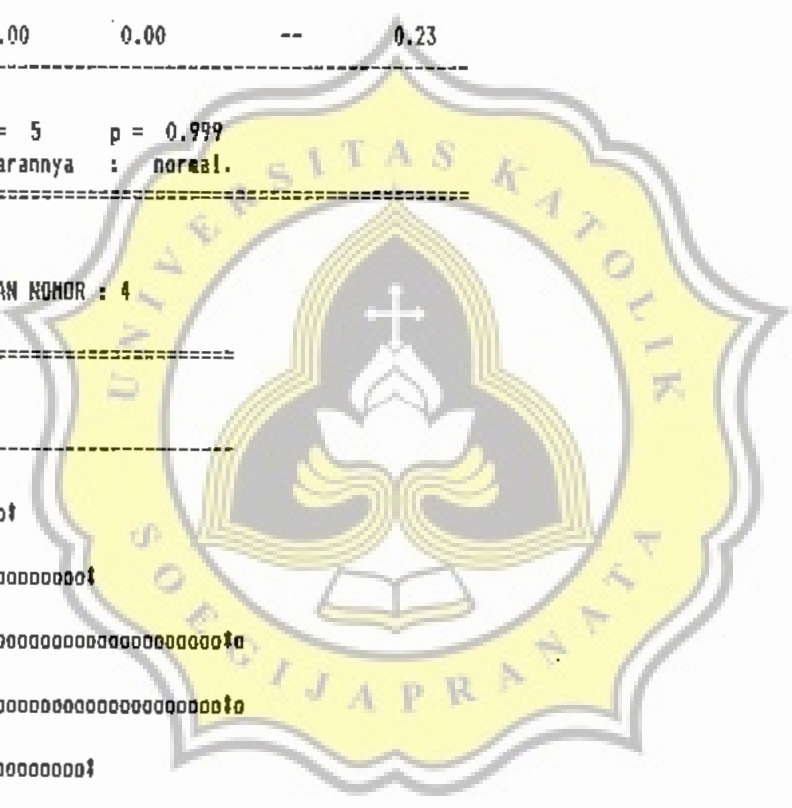 .00 0.00 -- 0.23
= 5 p = 0.999
arannya : normal.
AN NOMOR : 4
UNIVERSITAS KATOLIK
SOEGIJAPRANATA